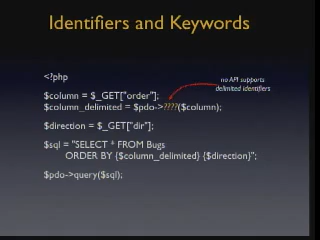 Identifiers and Keywords
<?php
no API supports
delimited identifiers
$column = $_GET["order"];
$column_delimited = $pdo->????($column);
$direction = $_GET["dir"];
$sql = "SELECT * FROM Bugs
ORDER BY {$column_delimited} {$direction}";
$pdo->query($sql);